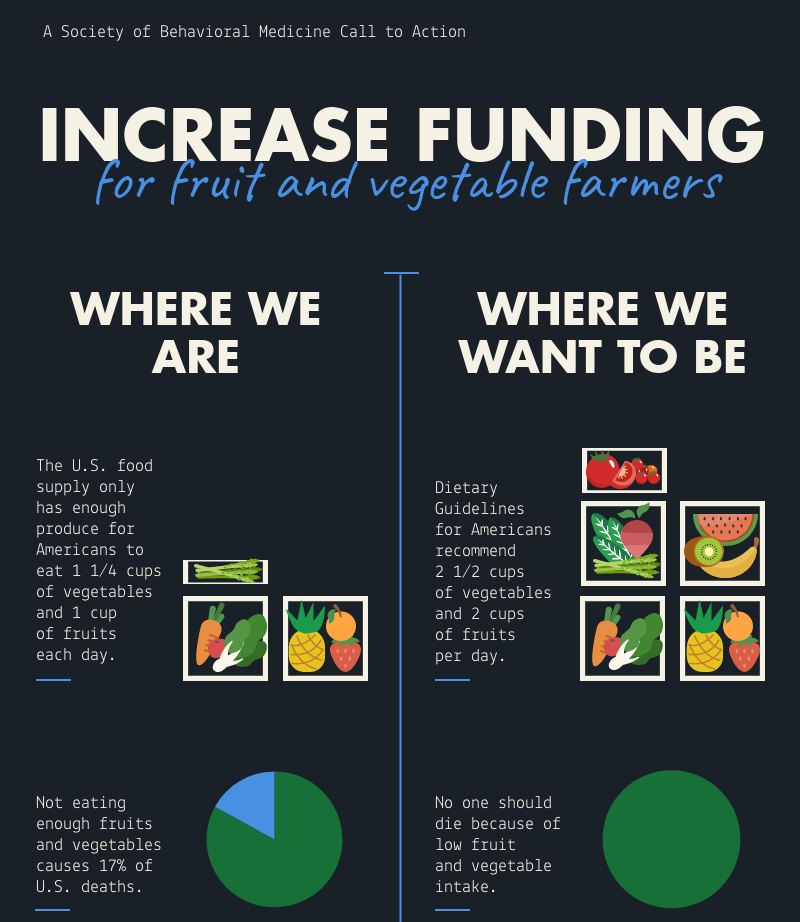 A Society of Behavioral Medicine Call to Action
INCREASE FUNDING
for fruit and vegetable farmers
WHERE WE
ARE
The U.S. food
supply only
has enough
produce for
Americans to
eat 1 1/4 cups
of vegetables
and 1 cup
of fruits
each day.
Not eating
enough fruits
and vegetables
causes 17% of
U.S. deaths.
WHERE WE
WANT TO BE
Dietary
Guidelines
for Americans
recommend
2 1/2 cups
of vegetables
and 2 cups
of fruits
per day.
No one should
die because of
low fruit
and vegetable
intake.